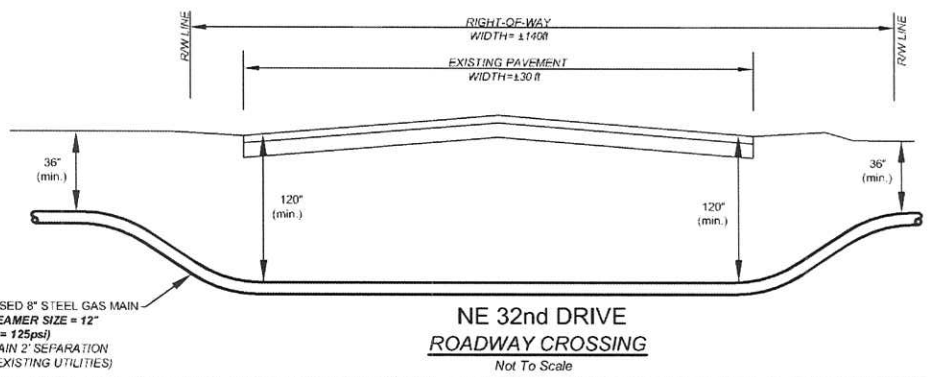 RIGHT-OF-WAY
WIDTH= ±140ft
R/W LINE
R/W LINE
EXISTING PAVEMENT
WIDTH=±30 ft
36"
(min.)
36"
(min.)
120"
(min.)
120"
(min.)
SED 8" STEEL GAS MAIN
EAMER SIZE = 12"
= 125psi)
AIN 2' SEPARATION
EXISTING UTILITIES)
NE 32nd DRIVE
ROADWAY CROSSING
Not To Scale